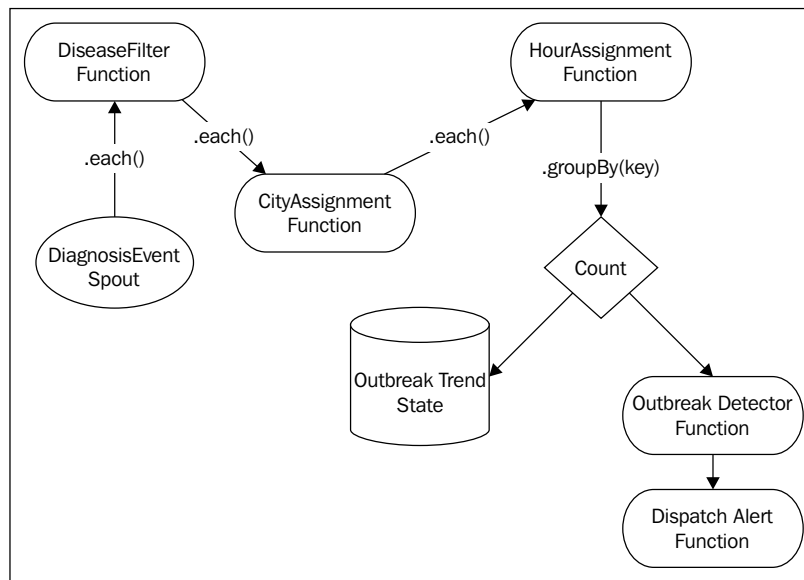 DiseaseFilter
Function
HourAssignment
Function
.each()
.each()
.each()
.groupBy(key)
CityAssignment
Function
DiagnosisEvent
Spout
Count
Outbreak Trend
State
Outbreak Detector
Function
Dispatch Alert
Function